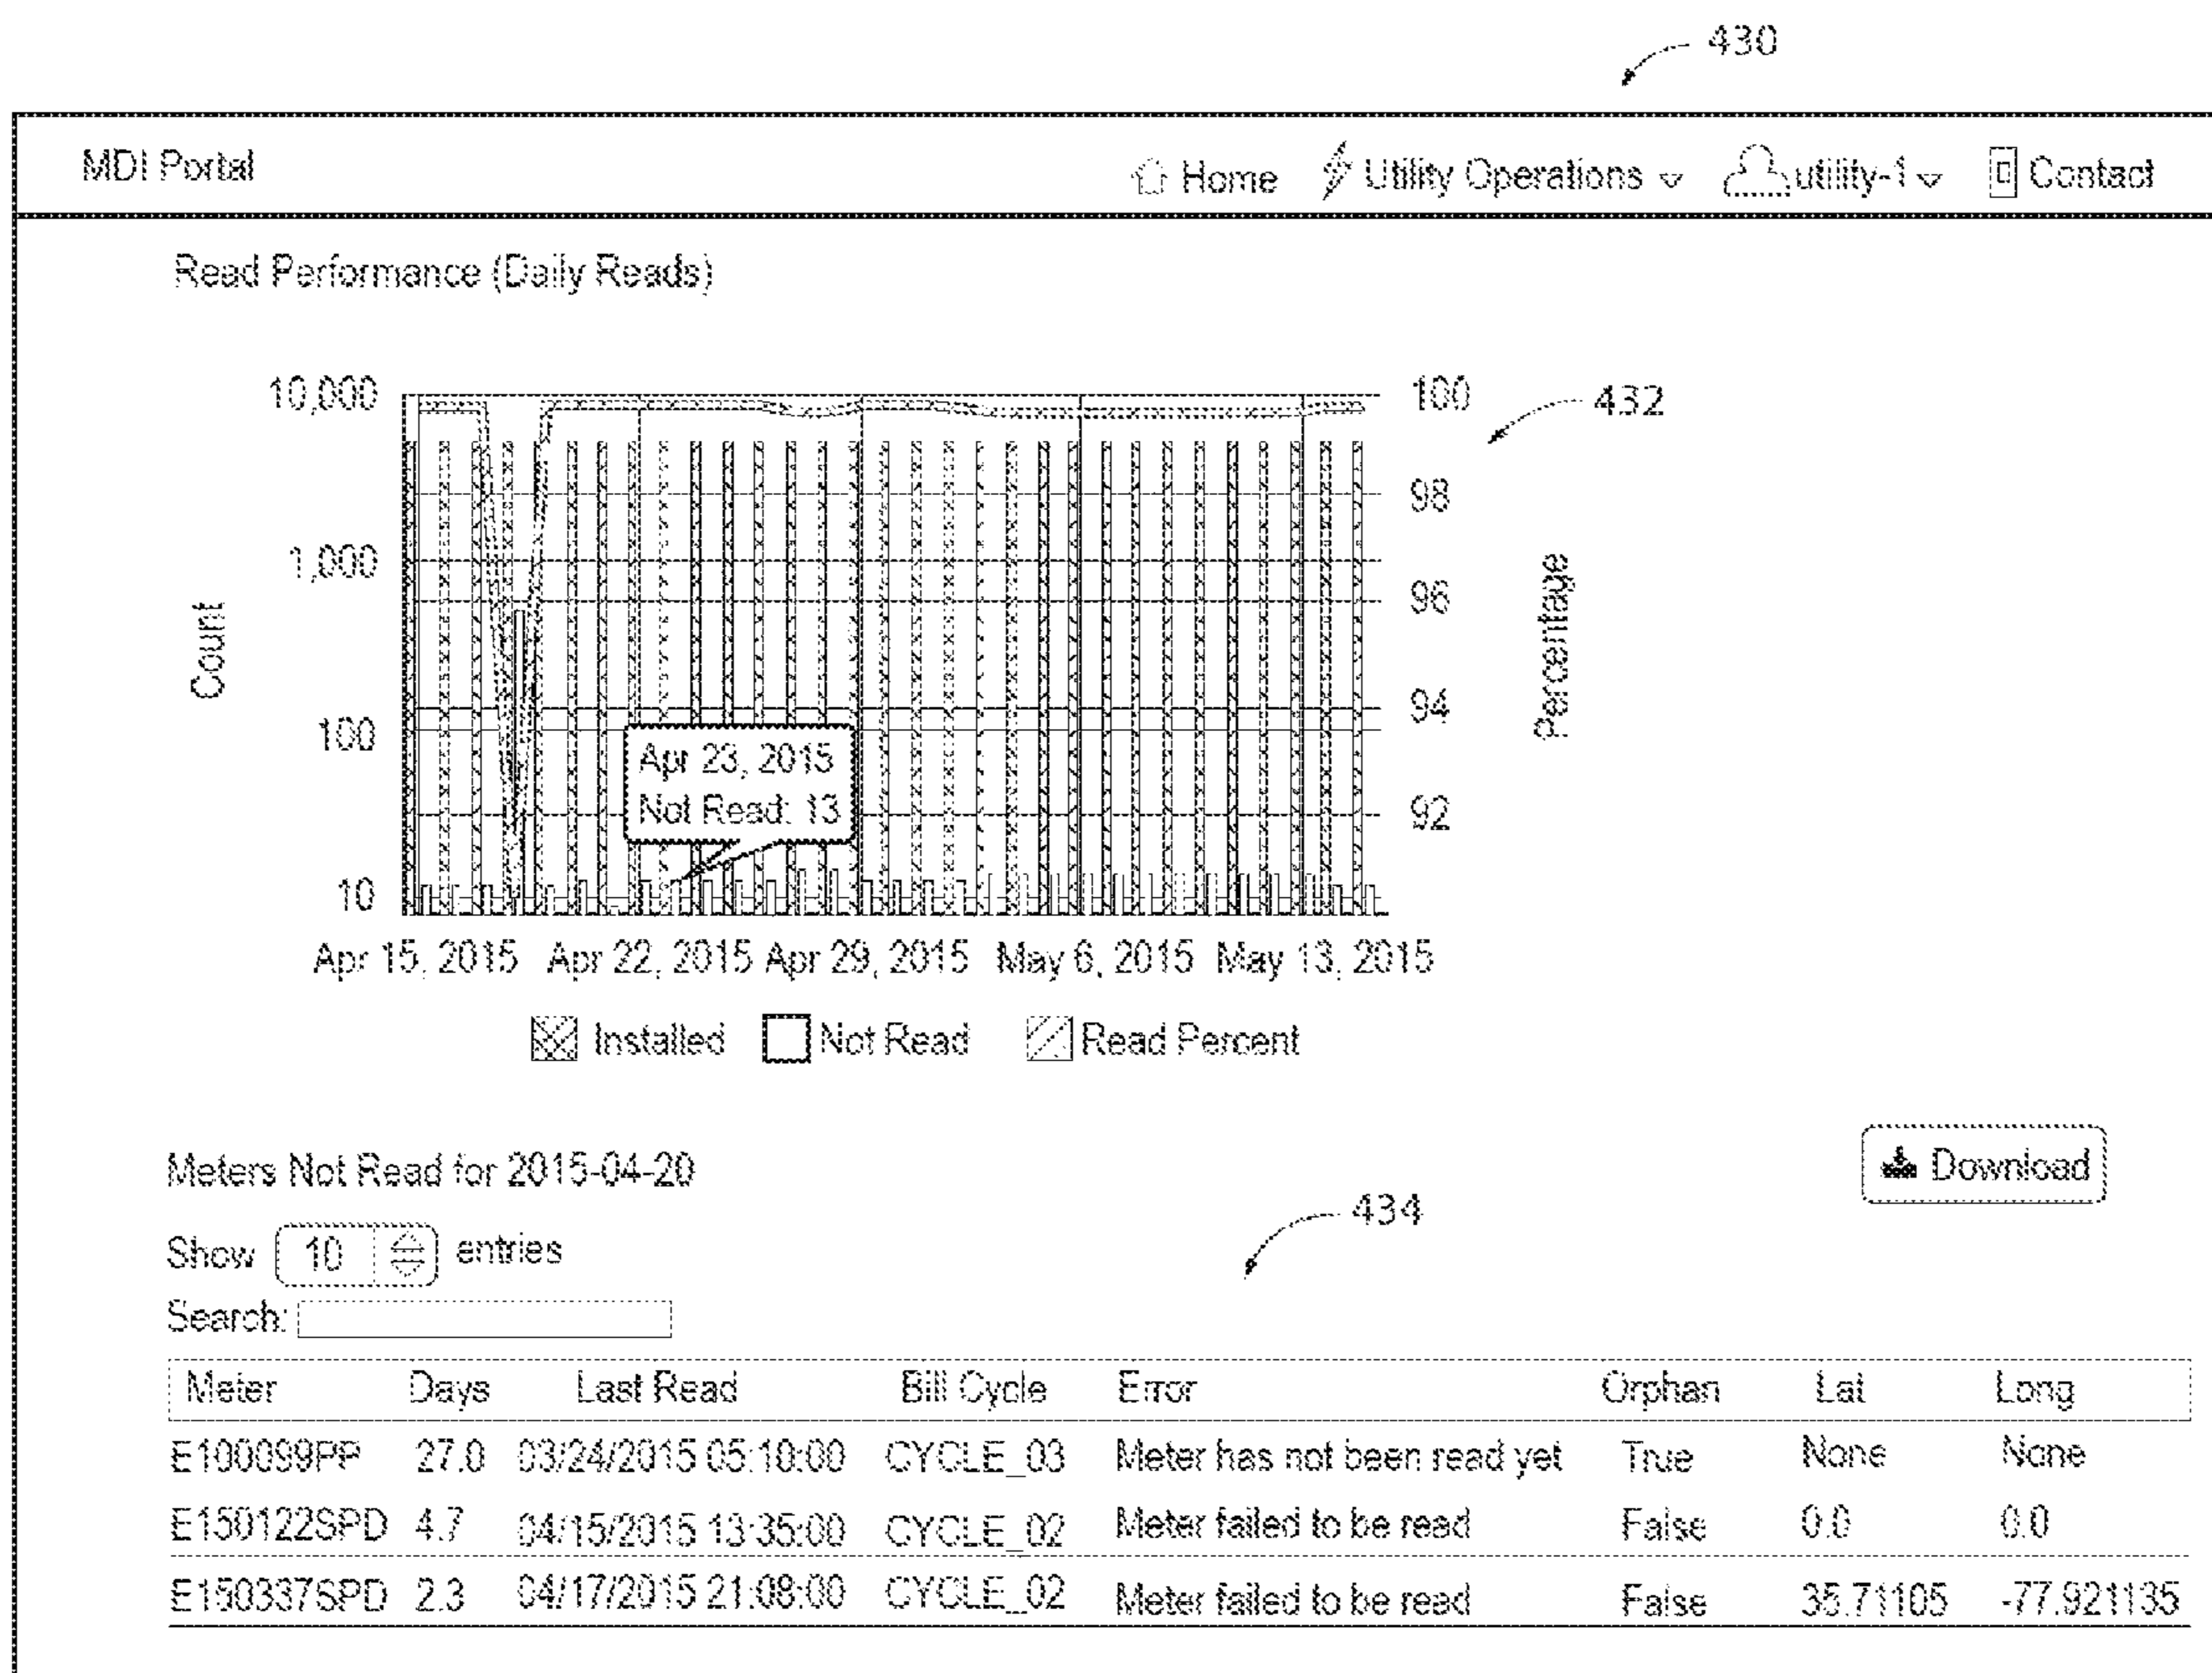 430
MDI Portal Home Utility Operations utility-1 Contact
Read Performance (Daily Reads)
10,000 100 432
98
1,000
96
Count Percentage
94
100
Apr 23, 2015
Not Read: 13
92
10
Apr 15, 2015 Apr 22, 2015 Apr 29, 2015 May 6, 2015 May 13, 2015
Installed Not Read Read Percent
Meters Not Read for 2015-04-20 Download
434
Show 10 entries
Search:
Meter Days Last Read Bill Cycle Error Orphan Lat Long
E100099PP 27.0 03/24/2015 05:10:00 CYCLE_03 Meter has not been read yet True None None
E150122SPD 4.7 04/15/2015 13:35:00 CYCLE_02 Meter failed to be read False 0.0 0.0
E150337SPD 2.3 04/17/2015 21:08:00 CYCLE_02 Meter failed to be read False 35.71105 -77.921135